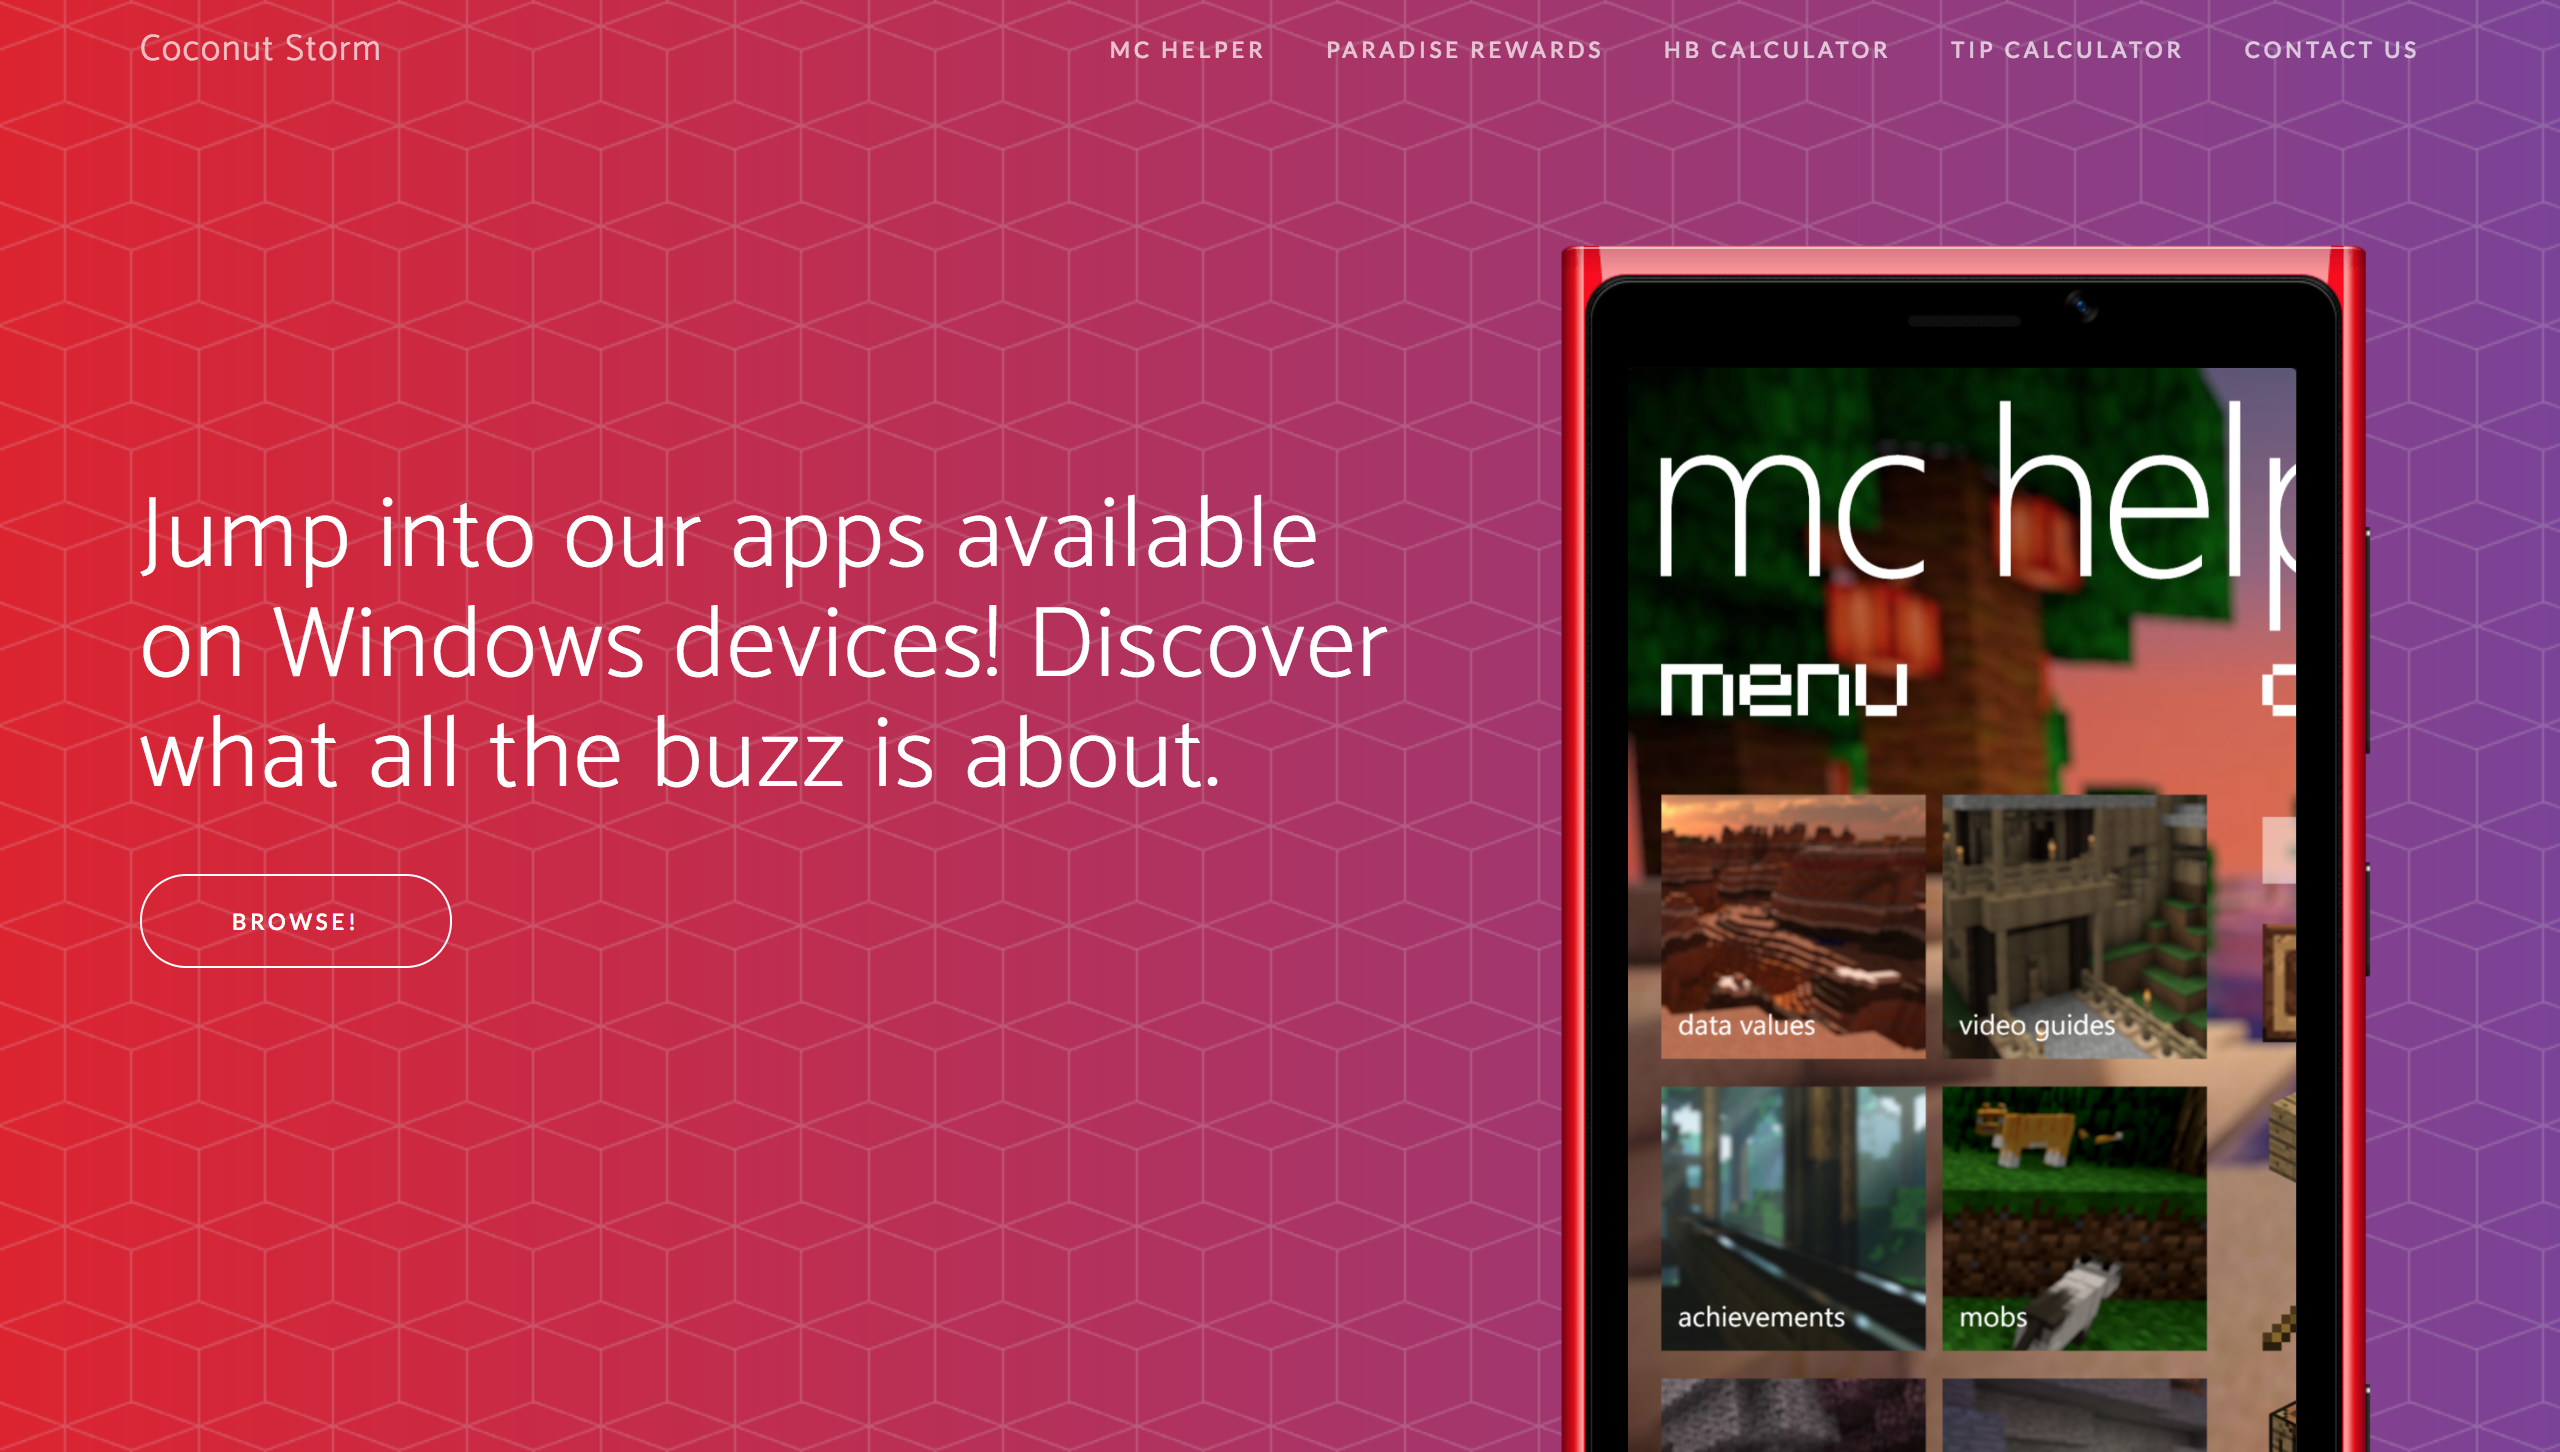 Coconut Storm
MC HELPER
PARADISE REWARDS
HB CALCULATOR
TIP CALCULATOR
CONTACT US
Jump into our apps available
on Windows devices! Discover
what all the buzz is about.
BROWSE!
mc help
menu
data values
video guides
achievements
mobs